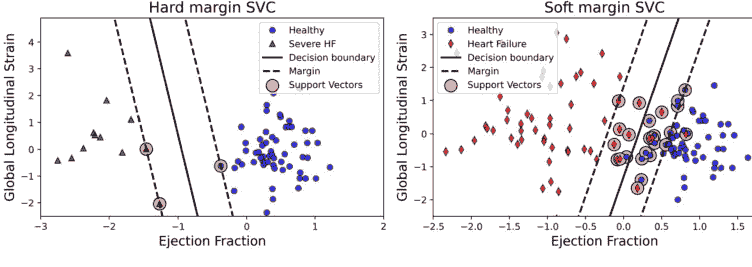 Hard margin SVC
Global Longitudinal Strain
4
3
2
1
0
−1
−2
−3
−2
−1
0
1
2
Ejection Fraction
Healthy
Severe HF
Decision boundary
Margin
Support Vectors
Soft margin SVC
Global Longitudinal Strain
3
2
1
0
−1
−2
−2.5
−2.0
−1.5
−1.0
−0.5
0.0
0.5
1.0
1.5
Ejection Fraction
Healthy
Heart Failure
Decision boundary
Margin
Support Vectors